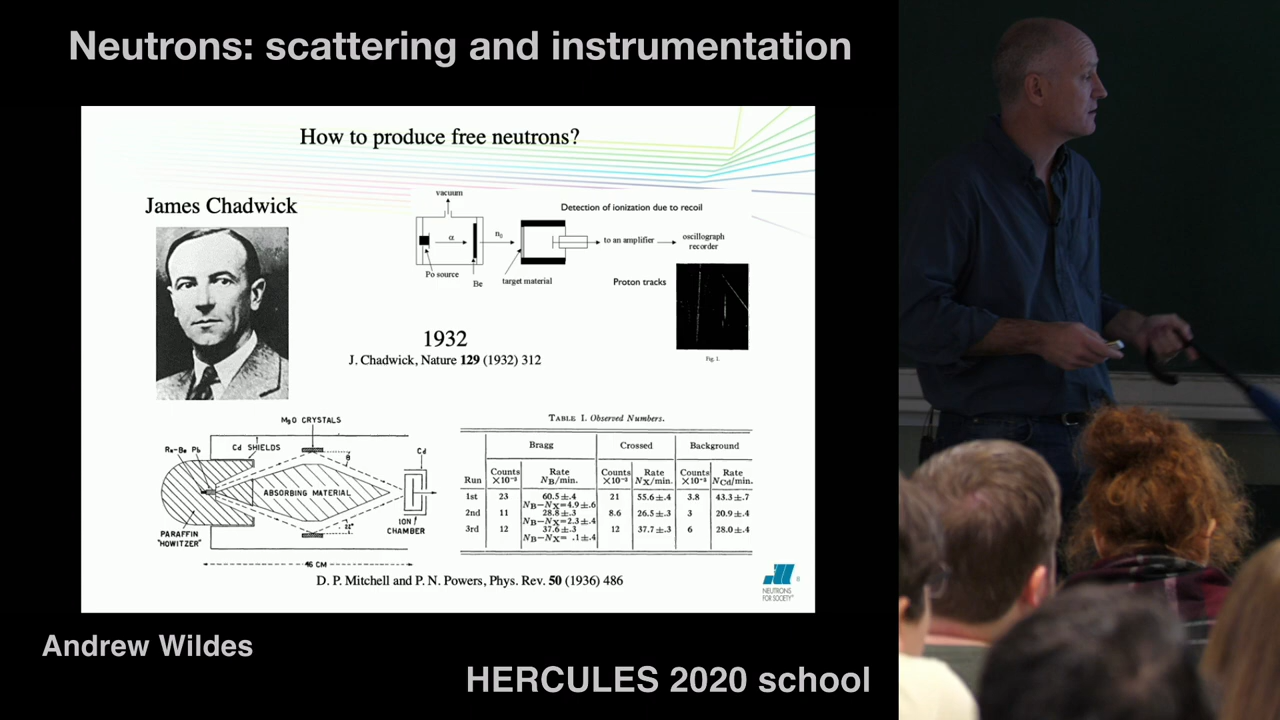 Neutrons: scattering and instrumentation
How to produce free neutrons?
James Chadwick
vacuum
Detection of ionization due to recoil
α
n₀
to an amplifier
oscillograph
recorder
Po source
Be
target material
Proton tracks
Fig. 1.
1932
J. Chadwick, Nature 129 (1932) 312
MgO CRYSTALS
Ra-Be Pb
Cd SHIELDS
θ
Cd
ABSORBING MATERIAL
22°
ION
CHAMBER
PARAFFIN
"HOWITZER"
46 CM
TABLE I. Observed Numbers.
Bragg Crossed Background
Run Counts ×10⁻³ Rate N_B/min. Counts ×10⁻³ Rate N_X/min. Counts ×10⁻³ Rate N_Cd/min.
1st 23 60.5±.4 21 55.6±.4 3.8 43.3±.7
N_B−N_X=4.9±.6
2nd 11 28.8±.3 8.6 26.5±.3 3 20.9±.4
N_B−N_X=2.3±.4
3rd 12 37.6±.3 12 37.7±.3 6 28.0±.4
N_B−N_X= .1±.4
D. P. Mitchell and P. N. Powers, Phys. Rev. 50 (1936) 486
NEUTRONS
FOR SOCIETY
8
Andrew Wildes
HERCULES 2020 school